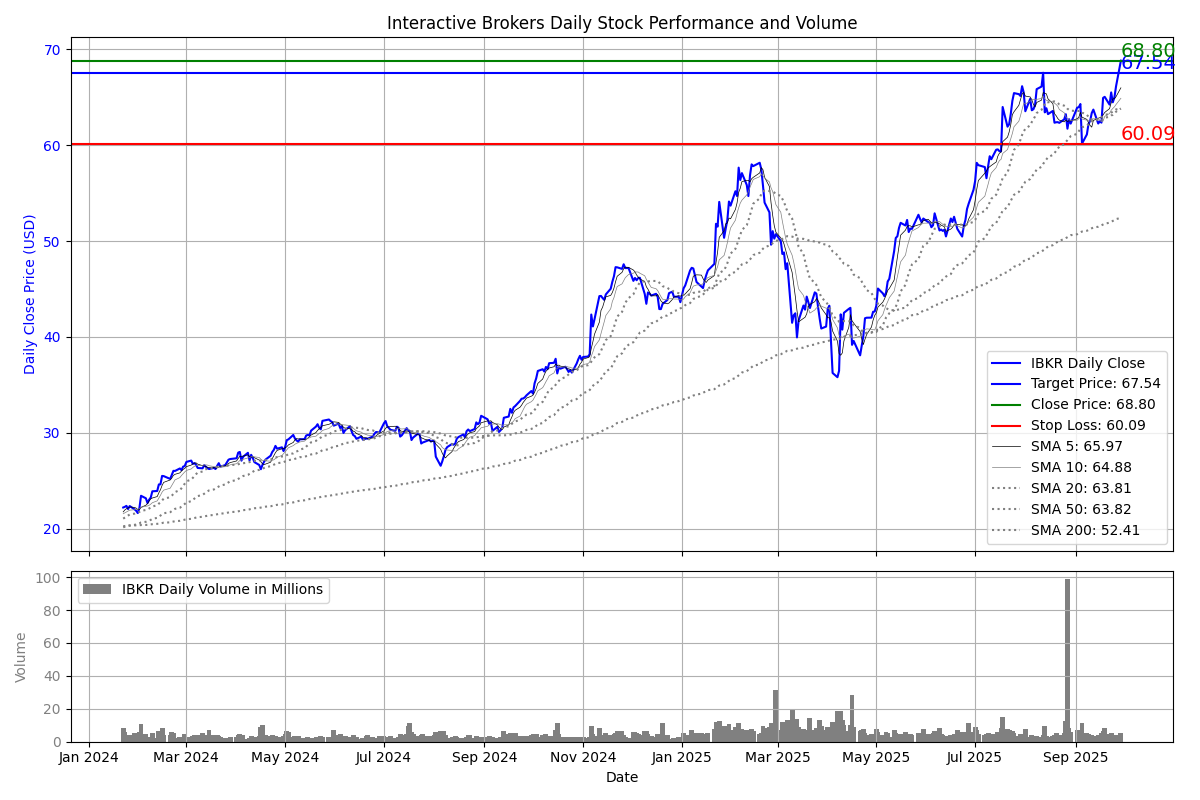 Interactive Brokers Daily Stock Performance and Volume
70
60
50
40
30
20
Daily Close Price (USD)
68.80
67.54
60.09
IBKR Daily Close
Target Price: 67.54
Close Price: 68.80
Stop Loss: 60.09
SMA 5: 65.97
SMA 10: 64.88
SMA 20: 63.81
SMA 50: 63.82
SMA 200: 52.41
IBKR Daily Volume in Millions
100
80
60
40
20
0
Volume
Jan 2024 Mar 2024 May 2024 Jul 2024 Sep 2024 Nov 2024 Jan 2025 Mar 2025 May 2025 Jul 2025 Sep 2025
Date